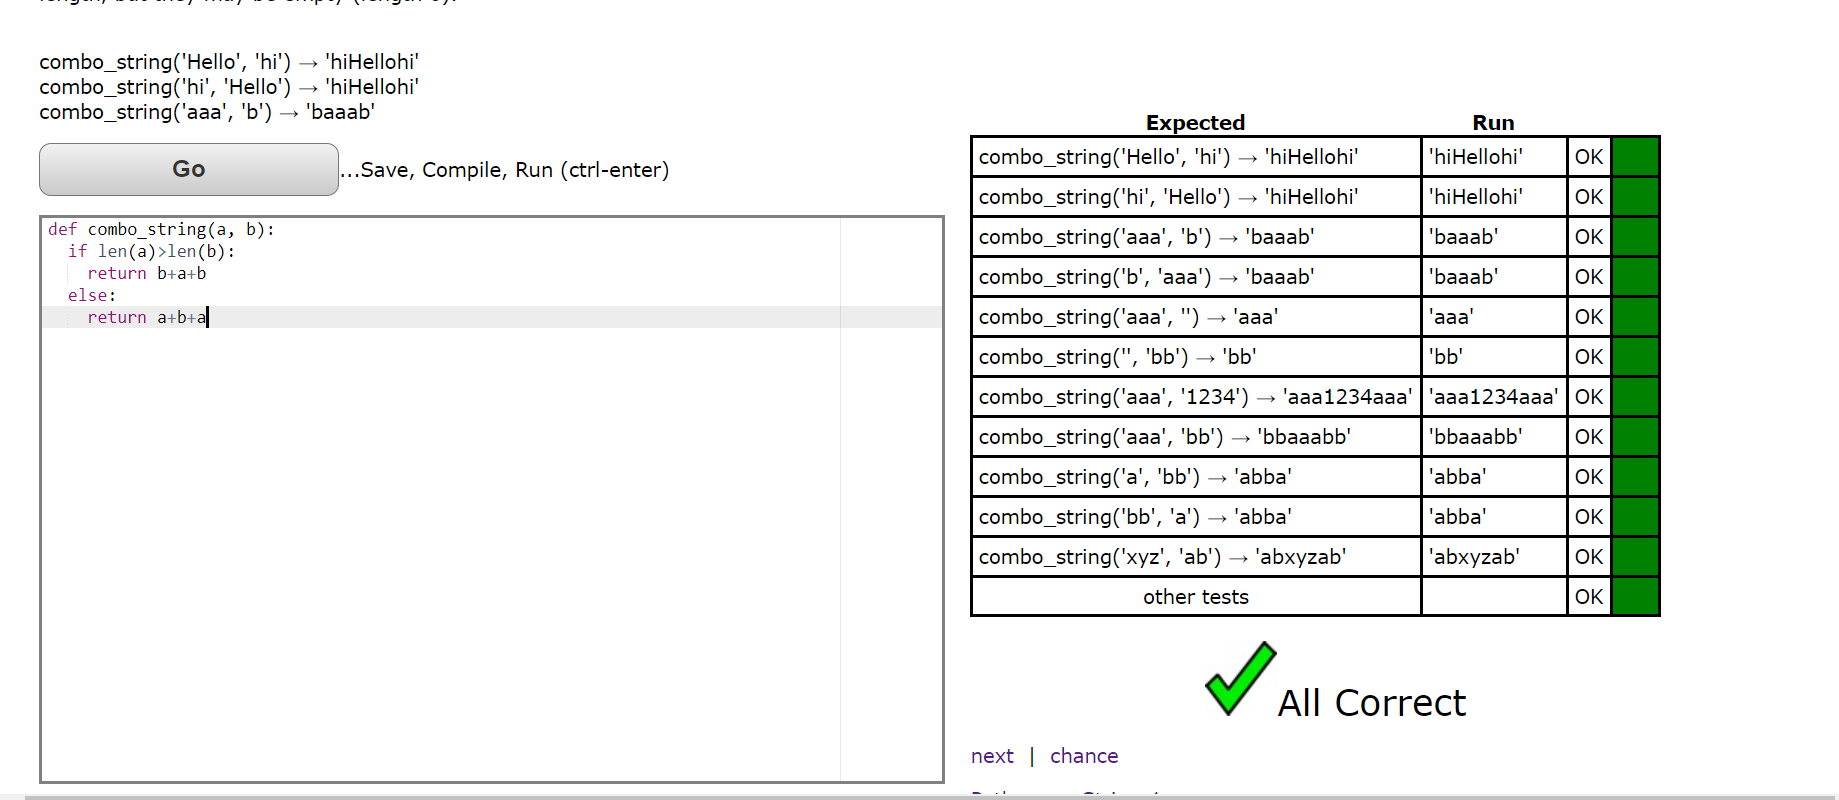 combo_string('Hello', 'hi') → 'hiHellohi'
combo_string('hi', 'Hello') → 'hiHellohi'
combo_string('aaa', 'b') → 'baaab'
Go ...Save, Compile, Run (ctrl-enter)
def combo_string(a, b):
  if len(a)>len(b):
    return b+a+b
  else:
    return a+b+a
Expected Run
combo_string('Hello', 'hi') → 'hiHellohi' 'hiHellohi' OK
combo_string('hi', 'Hello') → 'hiHellohi' 'hiHellohi' OK
combo_string('aaa', 'b') → 'baaab' 'baaab' OK
combo_string('b', 'aaa') → 'baaab' 'baaab' OK
combo_string('aaa', '') → 'aaa' 'aaa' OK
combo_string('', 'bb') → 'bb' 'bb' OK
combo_string('aaa', '1234') → 'aaa1234aaa' 'aaa1234aaa' OK
combo_string('aaa', 'bb') → 'bbaaabb' 'bbaaabb' OK
combo_string('a', 'bb') → 'abba' 'abba' OK
combo_string('bb', 'a') → 'abba' 'abba' OK
combo_string('xyz', 'ab') → 'abxyzab' 'abxyzab' OK
other tests OK
All Correct
next | chance